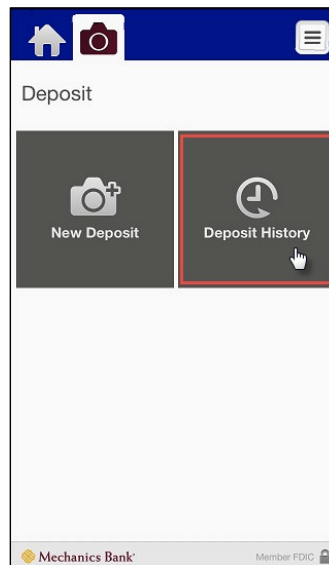 Deposit
New Deposit
Deposit History
Mechanics Bank
Member FDIC